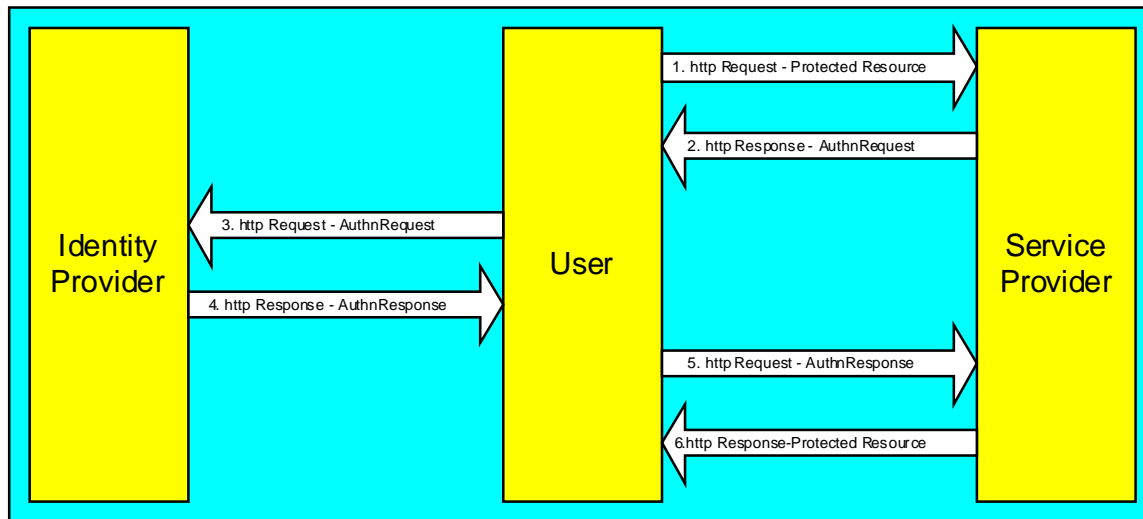 1. http Request - Protected Resource
2. http Response - AuthnRequest
3. http Request - AuthnRequest
Identity
Provider
User
Service
Provider
4. http Response - AuthnResponse
5. http Request - AuthnResponse
6.http Response-Protected Resource